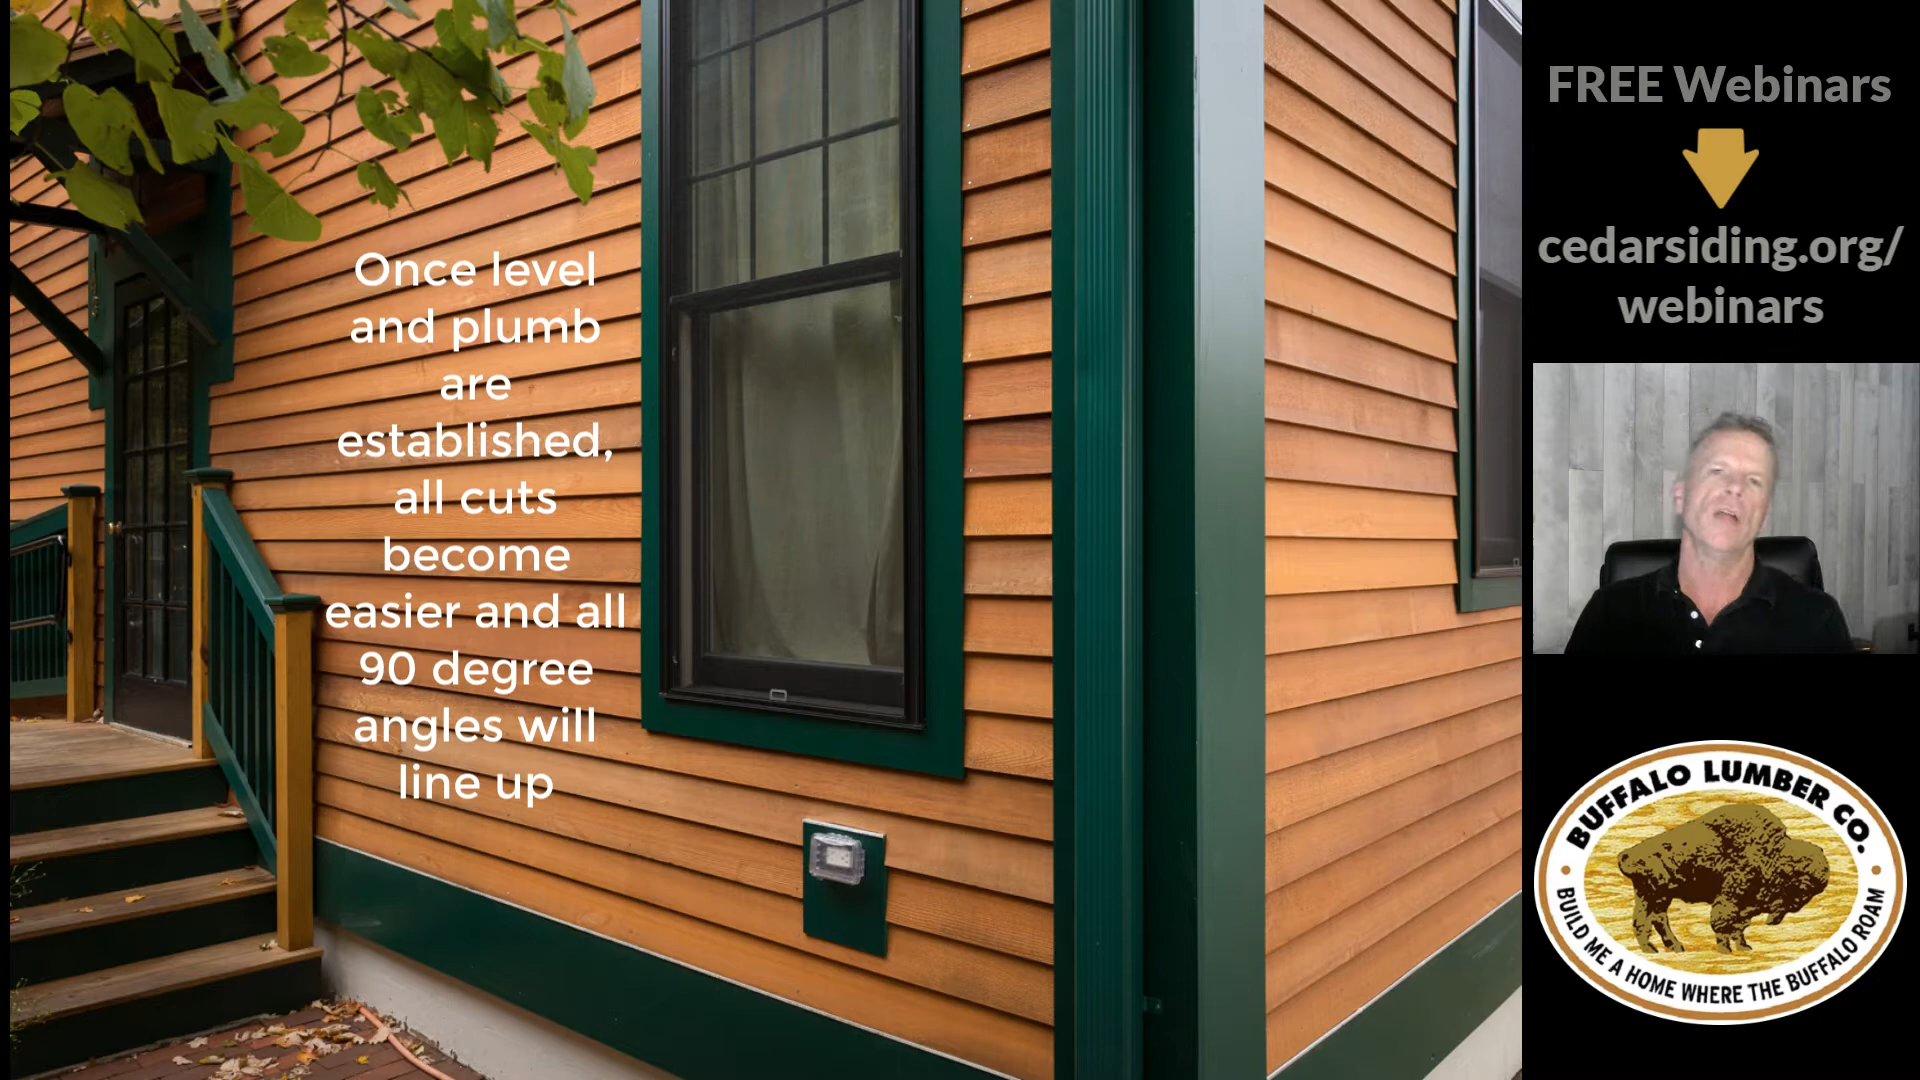 Once level
and plumb
are
established,
all cuts
become
easier and all
90 degree
angles will
line up
FREE Webinars
cedarsiding.org/
webinars
BUFFALO LUMBER CO.
BUILD ME A HOME WHERE THE BUFFALO ROAM